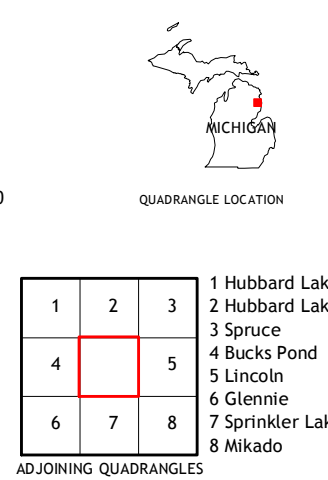 MICHIGAN
0
QUADRANGLE LOCATION
1 2 3
4 5
6 7 8
1 Hubbard Lak
2 Hubbard Lak
3 Spruce
4 Bucks Pond
5 Lincoln
6 Glennie
7 Sprinkler Lak
8 Mikado
ADJOINING QUADRANGLES